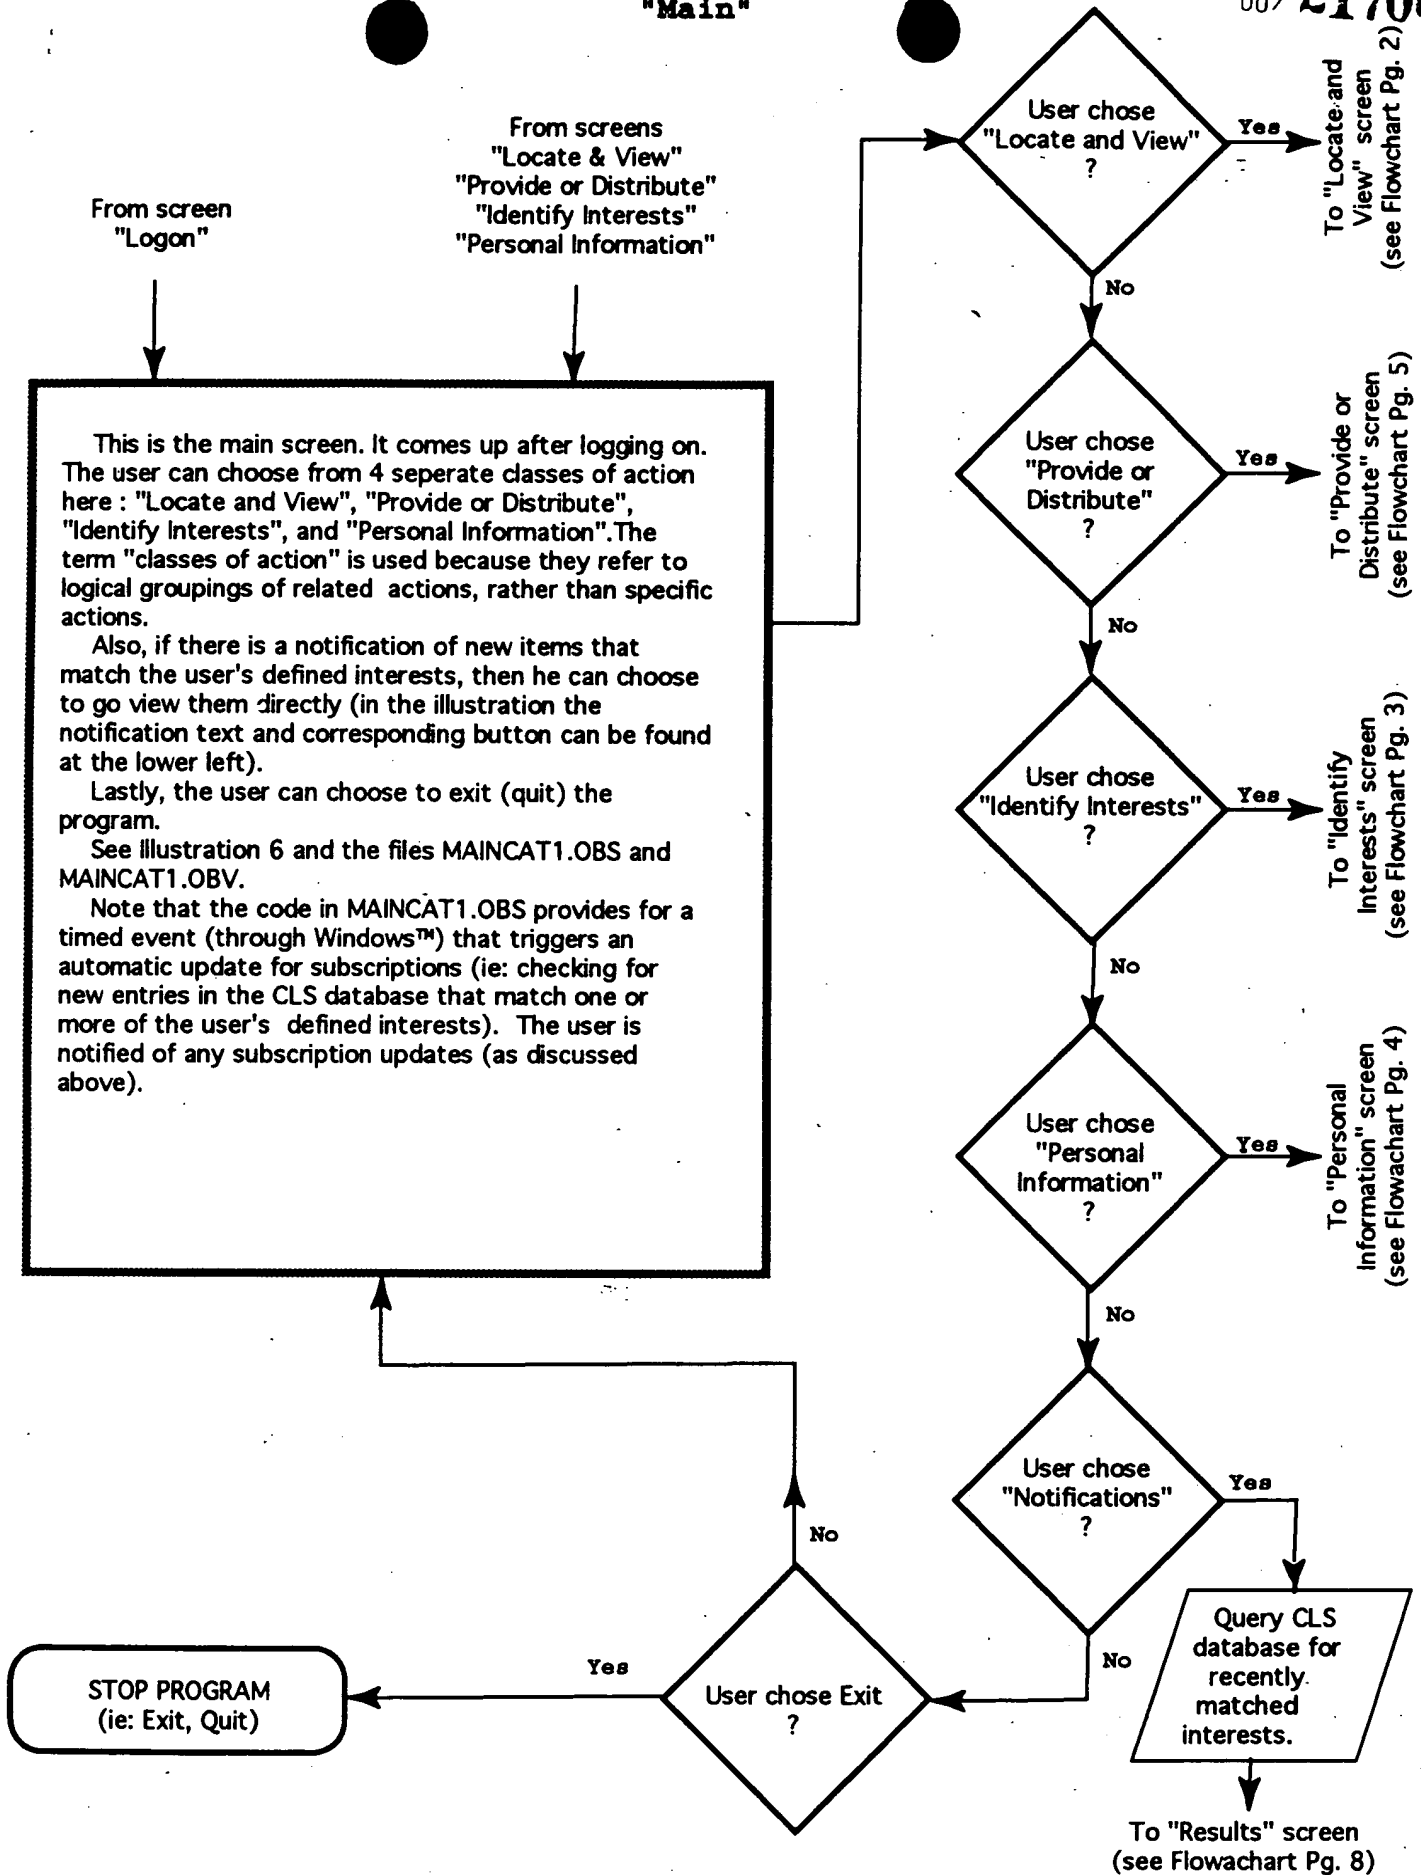 "Main"
From screen
"Logon"
From screens
"Locate & View"
"Provide or Distribute"
"Identify Interests"
"Personal Information"
This is the main screen. It comes up after logging on.
The user can choose from 4 seperate classes of action
here : "Locate and View", "Provide or Distribute",
"Identify Interests", and "Personal Information".The
term "classes of action" is used because they refer to
logical groupings of related actions, rather than specific
actions.
Also, if there is a notification of new items that
match the user's defined interests, then he can choose
to go view them directly (in the illustration the
notification text and corresponding button can be found
at the lower left).
Lastly, the user can choose to exit (quit) the
program.
See Illustration 6 and the files MAINCAT1.OBS and
MAINCAT1.OBV.
Note that the code in MAINCAT1.OBS provides for a
timed event (through Windows™) that triggers an
automatic update for subscriptions (ie: checking for
new entries in the CLS database that match one or
more of the user's defined interests). The user is
notified of any subscription updates (as discussed
above).
User chose
"Locate and View"
?
Yes
To "Locate and
View" screen
(see Flowchart Pg. 2)
No
User chose
"Provide or
Distribute"
?
Yes
To "Provide or
Distribute" screen
(see Flowchart Pg. 5)
No
User chose
"Identify Interests"
?
Yes
To "Identify
Interests" screen
(see Flowchart Pg. 3)
No
User chose
"Personal
Information"
?
Yes
To "Personal
Information" screen
(see Flowachart Pg. 4)
No
User chose
"Notifications"
?
Yes
Query CLS
database for
recently
matched
interests.
To "Results" screen
(see Flowachart Pg. 8)
No
User chose Exit
?
No
Yes
STOP PROGRAM
(ie: Exit, Quit)